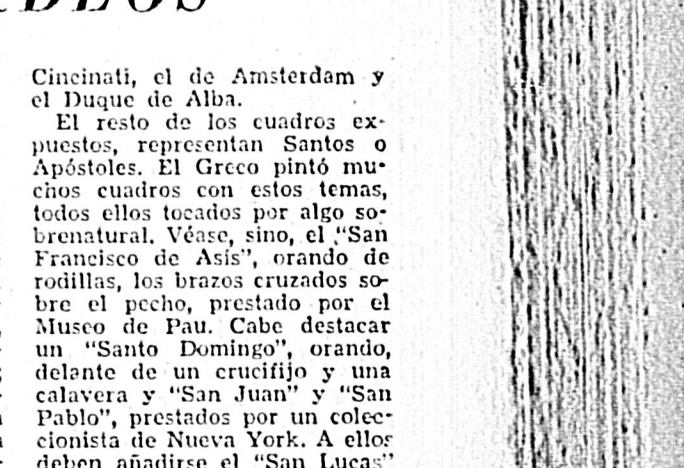 Cincinati, el de Amsterdam y
el Duque de Alba.
El resto de los cuadros ex-
puestos, representan Santos o
Apóstoles. El Greco pintó mu-
chos cuadros con estos temas,
todos ellos tocados por algo so-
brenatural. Véase, sino, el "San
Francisco de Asís", orando de
rodillas, los brazos cruzados so-
bre el pecho, prestado por el
Museo de Pau. Cabe destacar
un "Santo Domingo", orando,
delante de un crucifijo y una
calavera y "San Juan" y "San
Pablo", prestados por un colec-
cionista de Nueva York. A ellos
deben añadirse el "San Lucas"